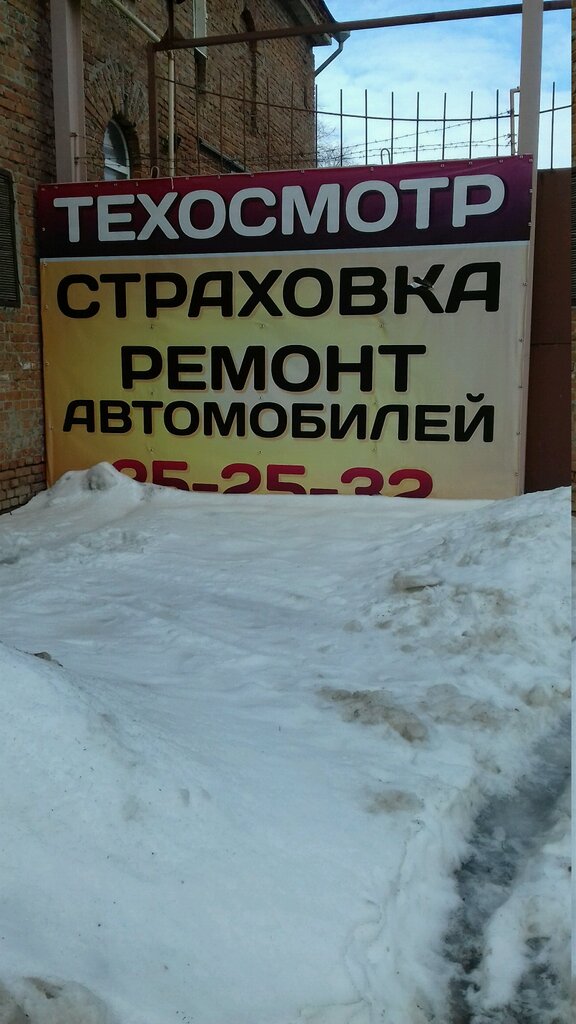 ТЕХОСМОТР
СТРАХОВКА
РЕМОНТ
АВТОМОБИЛЕЙ
25-25-32